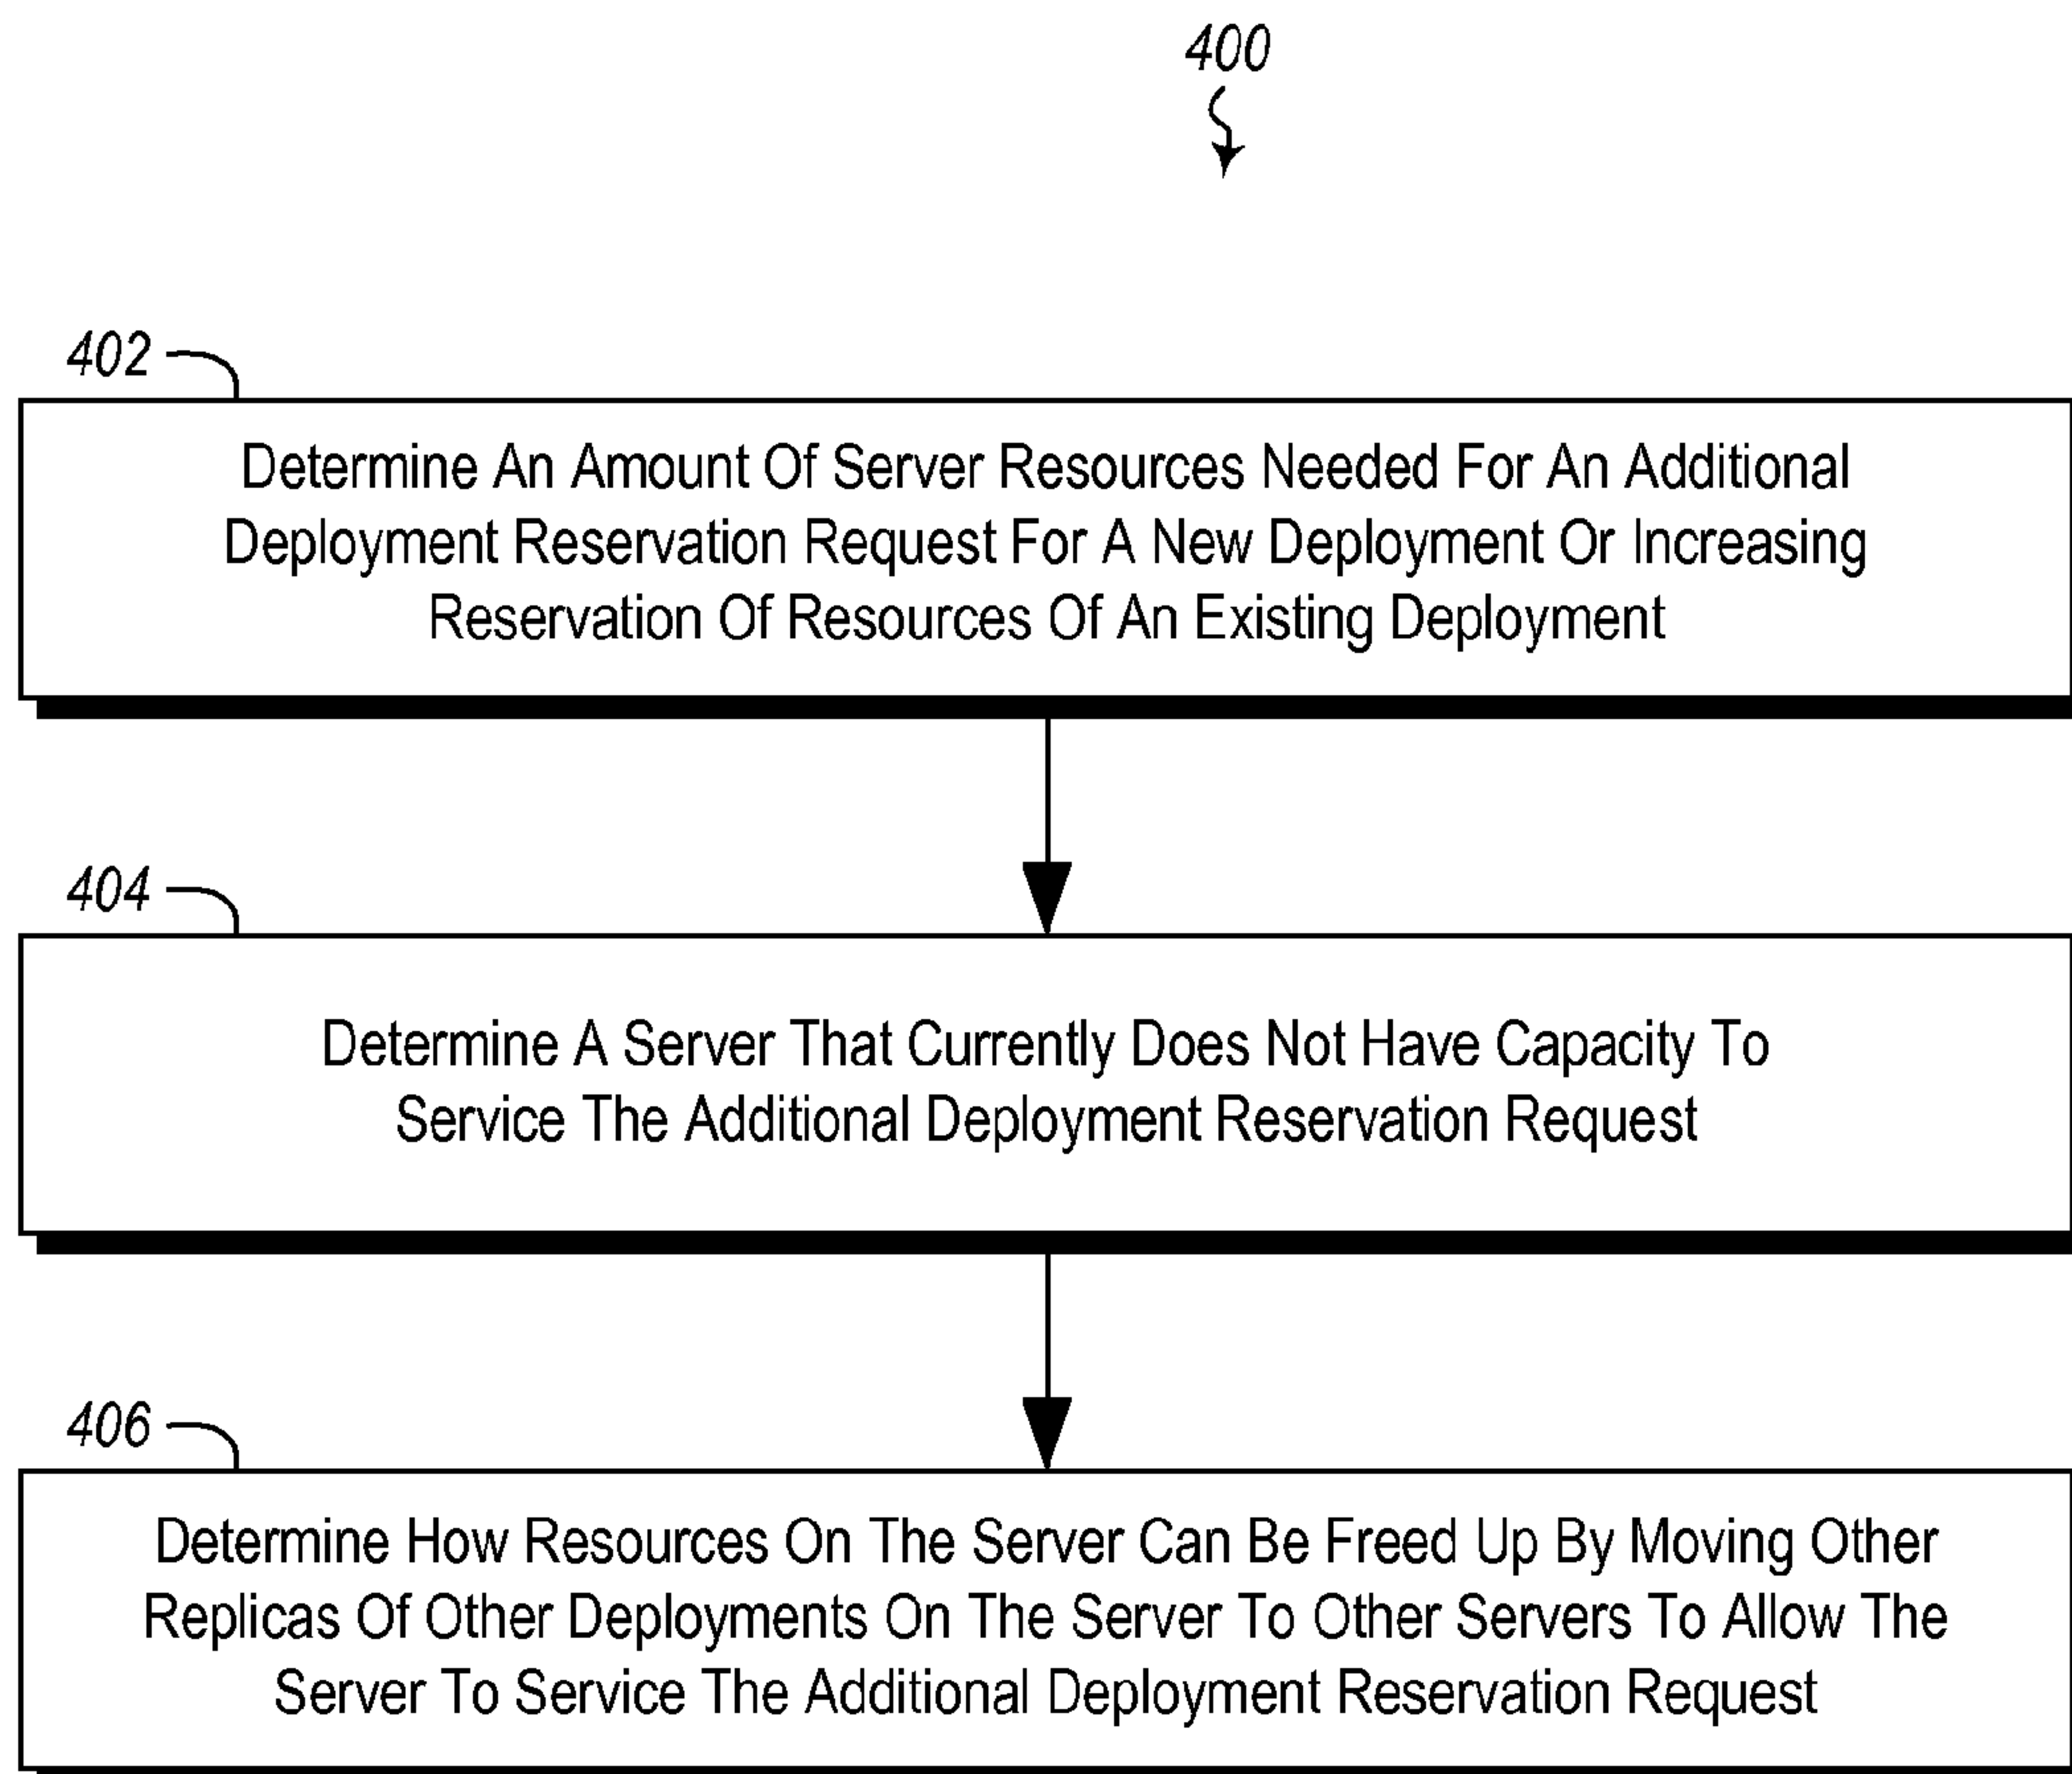 400
402
Determine An Amount Of Server Resources Needed For An Additional
Deployment Reservation Request For A New Deployment Or Increasing
Reservation Of Resources Of An Existing Deployment
404
Determine A Server That Currently Does Not Have Capacity To
Service The Additional Deployment Reservation Request
406
Determine How Resources On The Server Can Be Freed Up By Moving Other
Replicas Of Other Deployments On The Server To Other Servers To Allow The
Server To Service The Additional Deployment Reservation Request